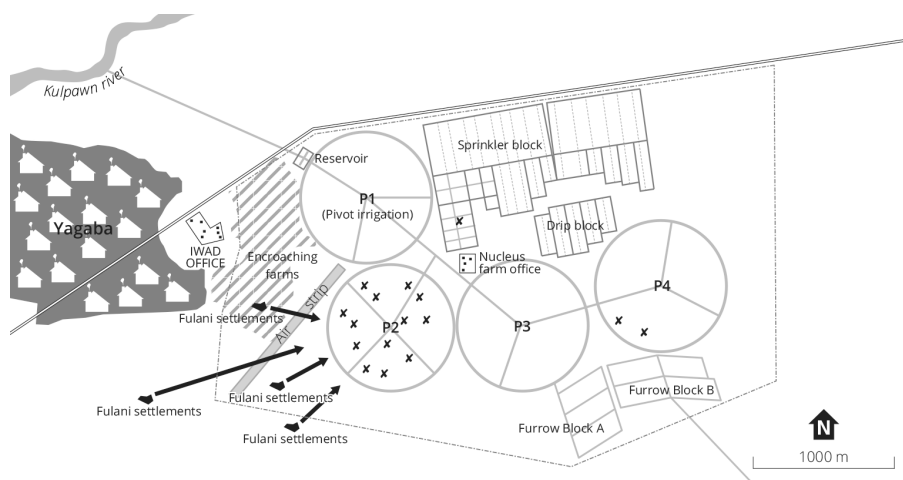 Kulpawn river
Sprinkler block
Reservoir
P1
(Pivot irrigation)
Yagaba
Drip block
IWAD
OFFICE
Encroaching
farms
Nucleus
farm office
P4
Air strip
Fulani settlements
P2
P3
Fulani settlements
Furrow Block B
Fulani settlements
Furrow Block A
Fulani settlements
N
1000 m